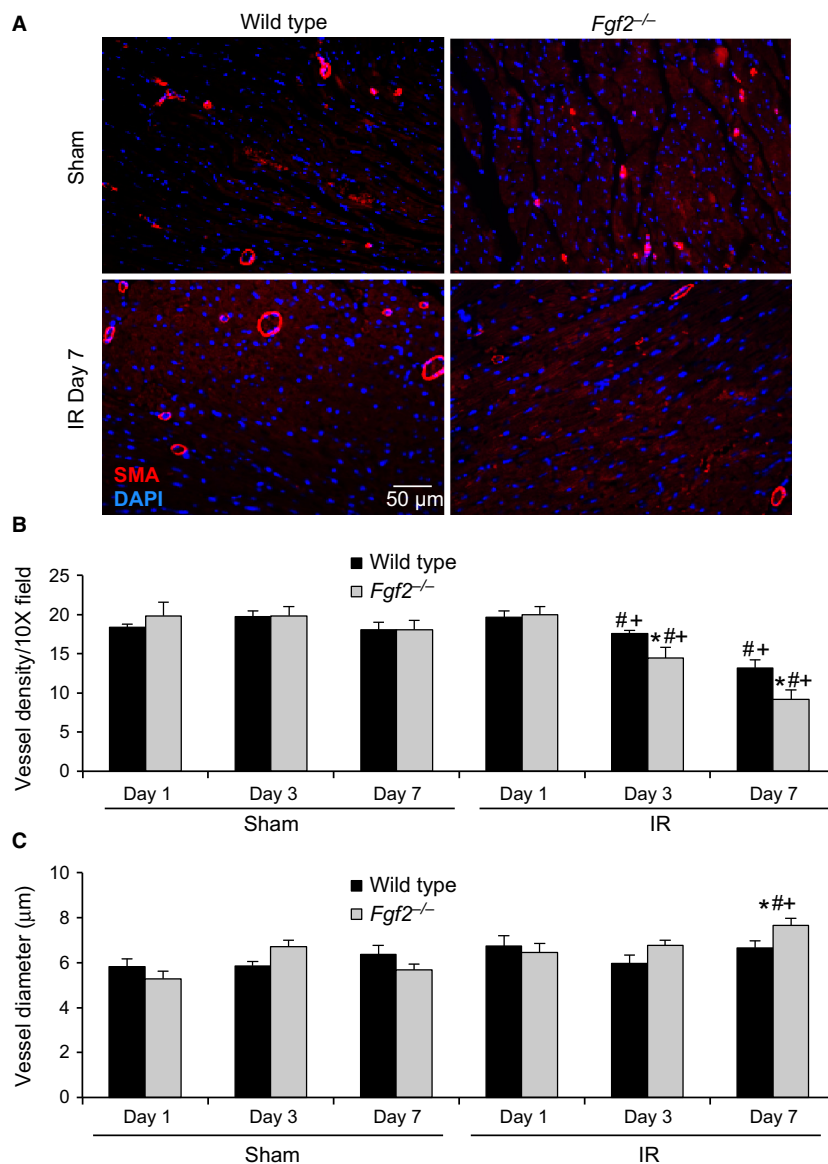 A
Wild type
Fgf2–/–
Sham
IR Day 7
SMA
DAPI
50 µm
B
Vessel density/10X field
25
20
15
10
5
0
Wild type
Fgf2–/–
#+
*#+
#+
*#+
Day 1 Day 3 Day 7 Day 1 Day 3 Day 7
Sham IR
C
Vessel diameter (µm)
10
8
6
4
2
0
Wild type
Fgf2–/–
*#+
Day 1 Day 3 Day 7 Day 1 Day 3 Day 7
Sham IR